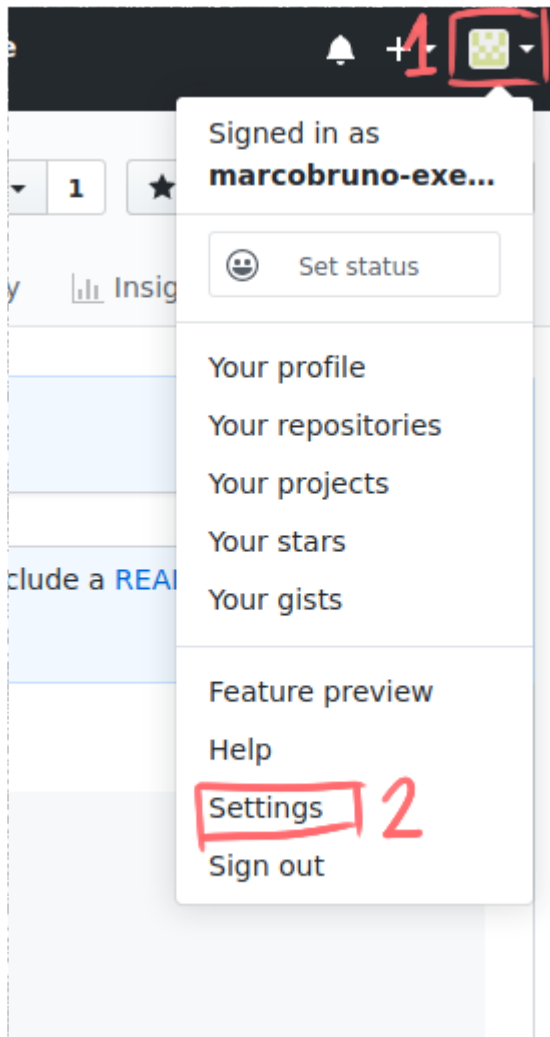 e
1
1
Signed in as
marcobruno-exe...
Set status
y Insig
Your profile
Your repositories
Your projects
Your stars
clude a REA
Your gists
Feature preview
Help
Settings 2
Sign out